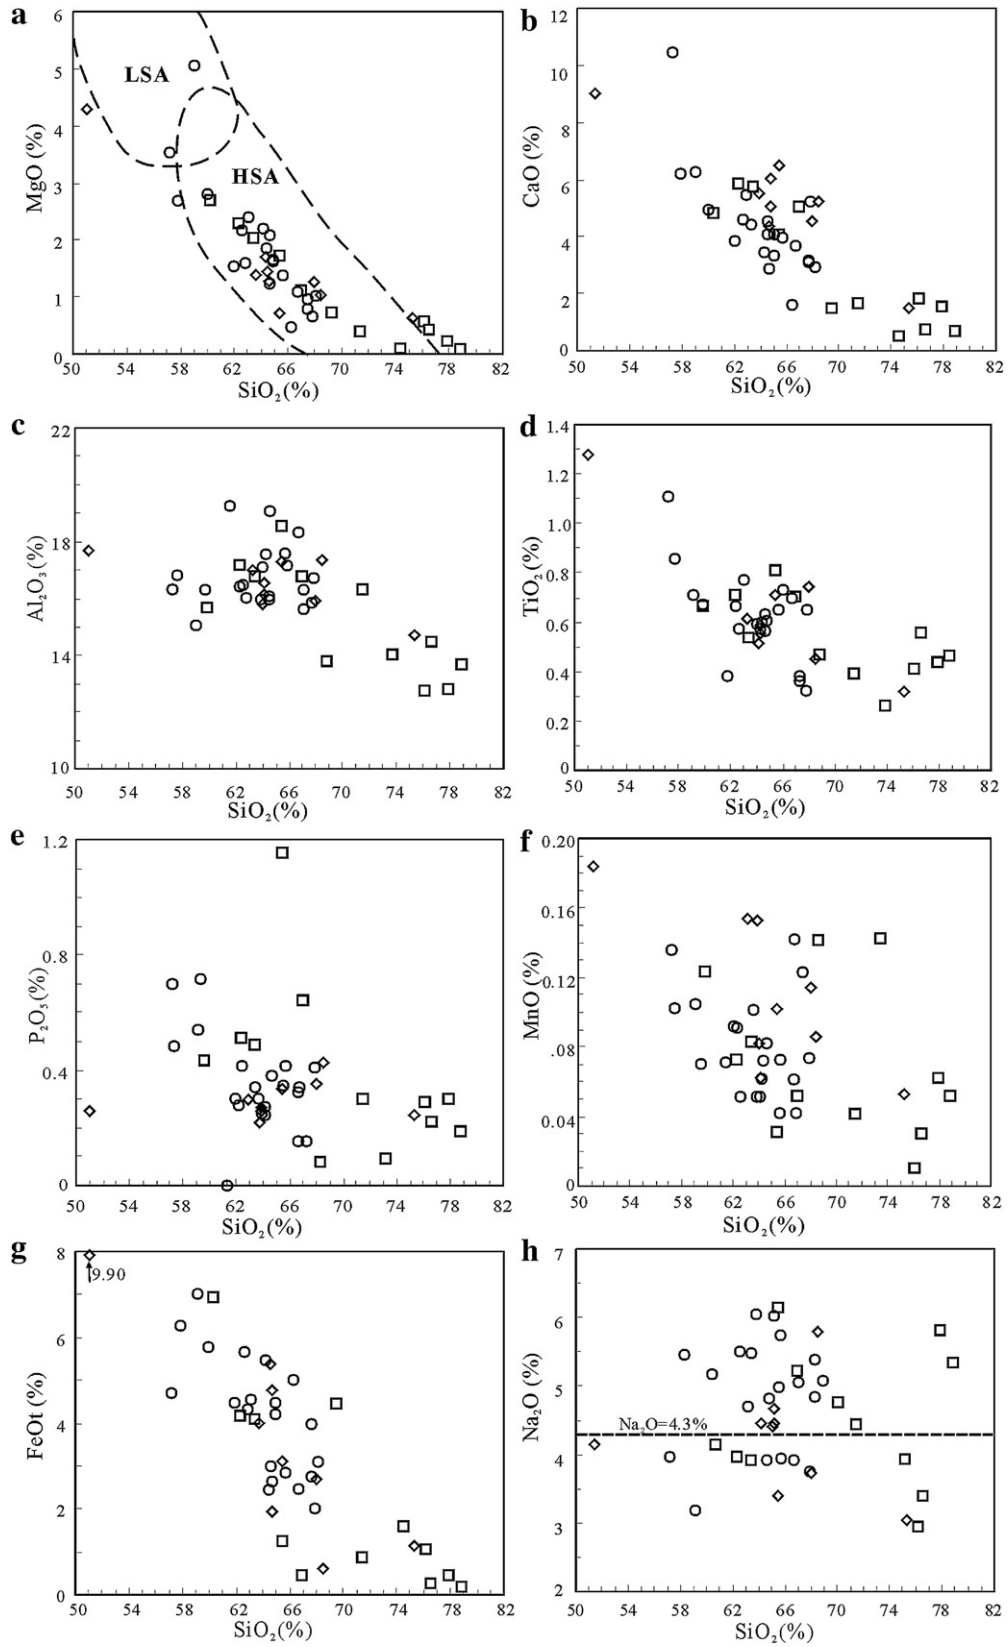 a
MgO (%)
6
5
4
3
2
1
0
LSA
HSA
50 54 58 62 66 70 74 78 82
SiO₂(%)
b
CaO (%)
12
10
8
6
4
2
0
50 54 58 62 66 70 74 78 82
SiO₂(%)
c
Al₂O₃(%)
22
18
14
10
50 54 58 62 66 70 74 78 82
SiO₂(%)
d
TiO₂(%)
1.4
1.2
1.0
0.8
0.6
0.4
0.2
0
50 54 58 62 66 70 74 78 82
SiO₂(%)
e
P₂O₅(%)
1.2
0.8
0.4
0
50 54 58 62 66 70 74 78 82
SiO₂(%)
f
MnO (%)
0.20
0.16
0.12
.08
0.04
0
50 54 58 62 66 70 74 78 82
SiO₂(%)
g
FeOt (%)
8
6
4
2
0
9.90
50 54 58 62 66 70 74 78 82
SiO₂(%)
h
Na₂O (%)
7
6
5
4
3
2
Na₂O=4.3%
50 54 58 62 66 70 74 78 82
SiO₂(%)